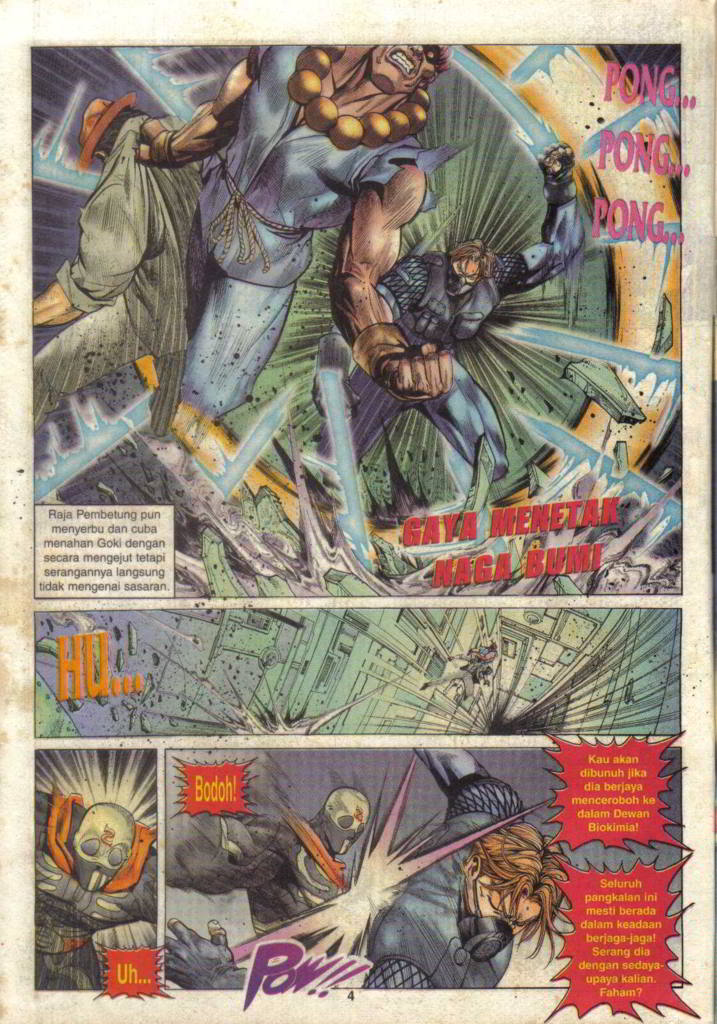 PONG...
PONG...
PONG...
Raja Pembetung pun
menyerbu dan cuba
menahan Goki dengan
secara mengejut tetapi
serangannya langsung
tidak mengenai sasaran.
GAYA MENETAK
NAGA BUMI
HU...
Uh...
Bodoh!
POW!!
Kau akan
dibunuh jika
dia berjaya
menceroboh ke
dalam Dewan
Biokimia!
Seluruh
pangkalan ini
mesti berada
dalam keadaan
berjaga-jaga!
Serang dia
dengan sedaya-
upaya kalian.
Faham?
4